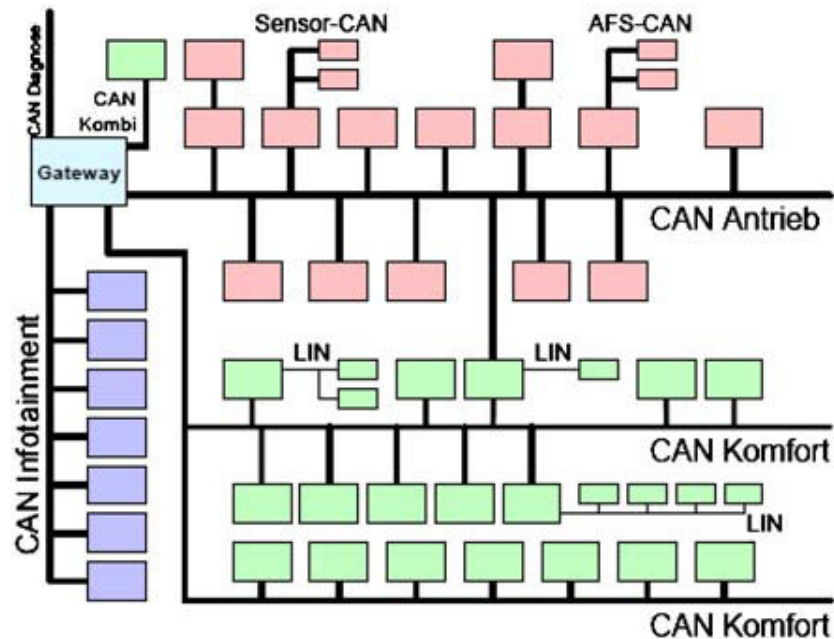 Sensor-CAN
AFS-CAN
CAN Diagnose
CAN
Kombi
Gateway
CAN Antrieb
CAN Infotainment
LIN
LIN
CAN Komfort
LIN
CAN Komfort